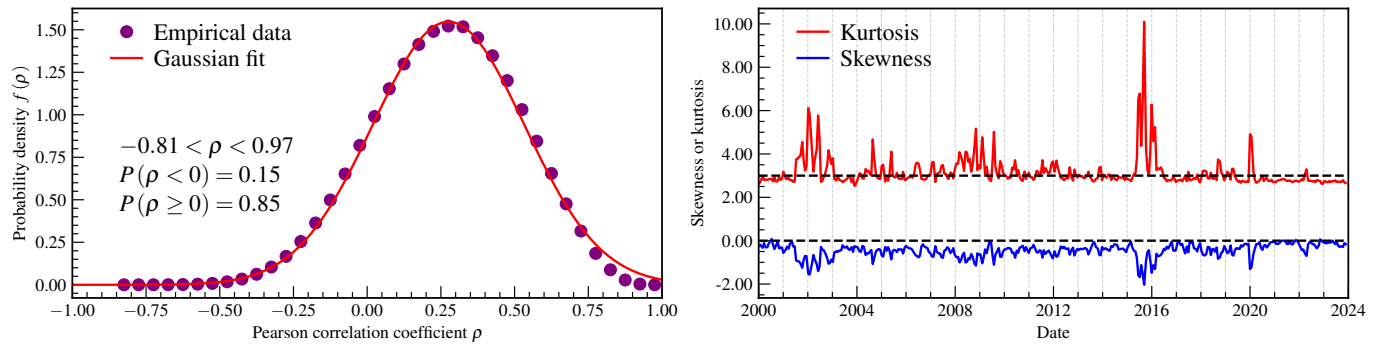 Probability density f(ρ)
1.50
1.25
1.00
0.75
0.50
0.25
0.00
Empirical data
Gaussian fit
−0.81 < ρ < 0.97
P(ρ < 0) = 0.15
P(ρ ≥ 0) = 0.85
−1.00 −0.75 −0.50 −0.25 0.00 0.25 0.50 0.75 1.00
Pearson correlation coefficient ρ
Skewness or kurtosis
10.00
8.00
6.00
4.00
2.00
0.00
-2.00
Kurtosis
Skewness
2000 2004 2008 2012 2016 2020 2024
Date